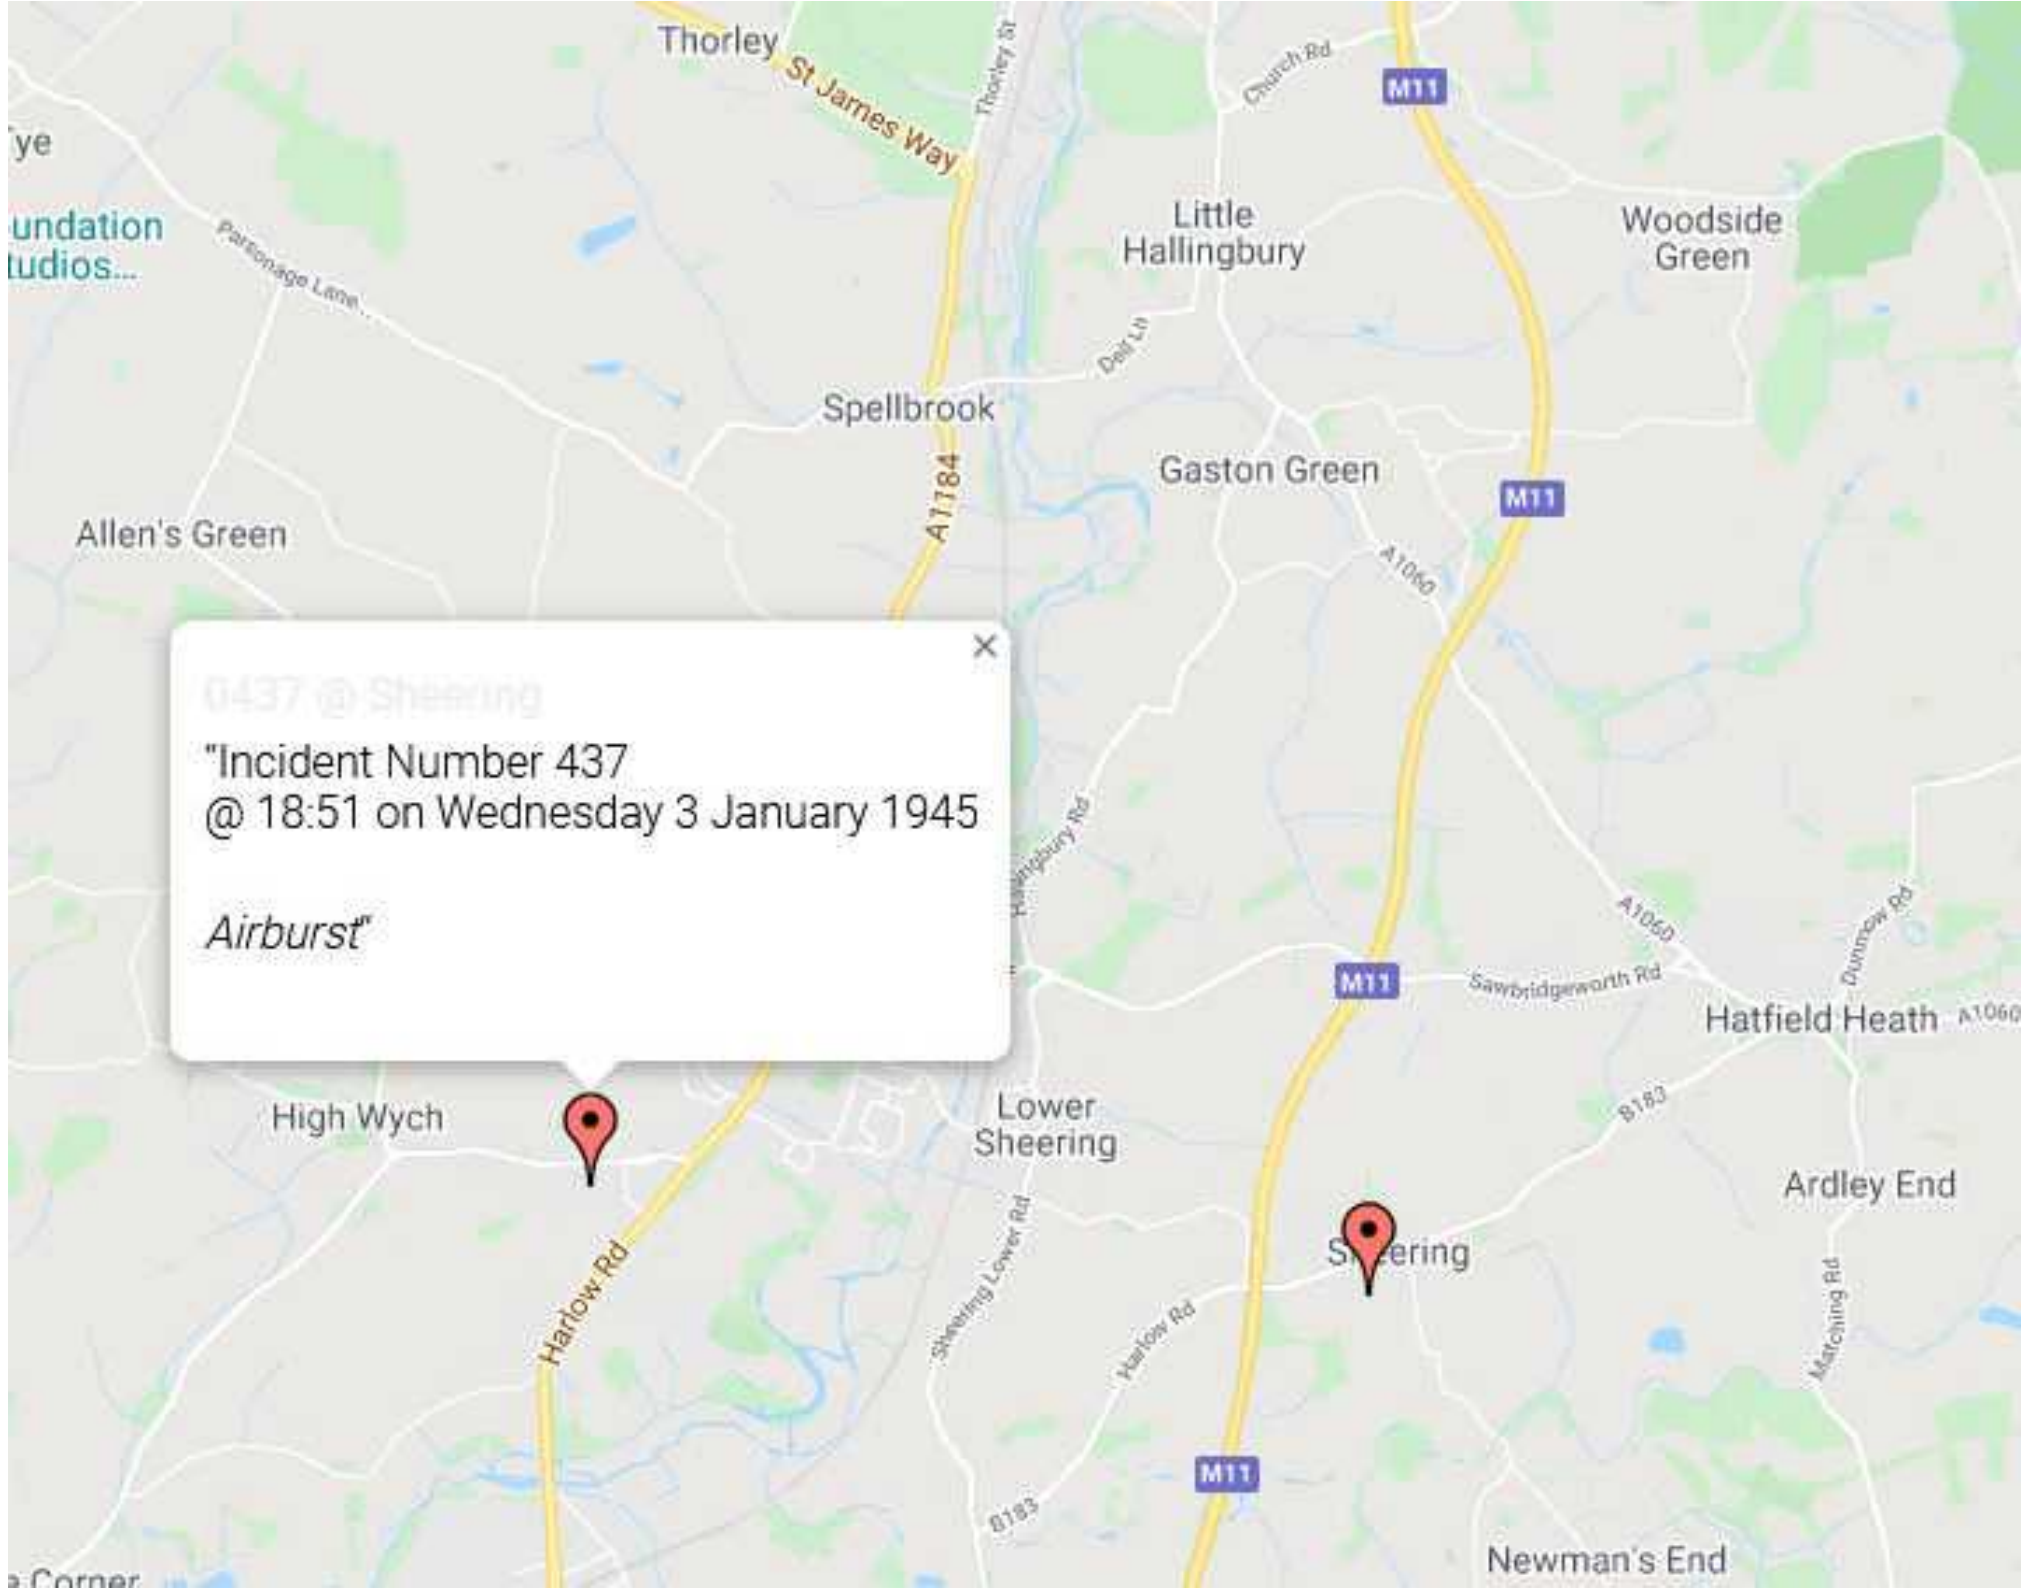 Thorley
St James Way
Thorley St
Church Rd
M11
ye
undation
tudios...
Parsonage Lane...
Little
Hallingbury
Woodside
Green
Dell Ln
Spellbrook
A1184
Gaston Green
M11
Allen's Green
A1060
0437 @ Sheering
"Incident Number 437
@ 18:51 on Wednesday 3 January 1945
Airburst"
Hallingbury Rd
A1060
Dunmow Rd
M11
Sawbridgeworth Rd
Hatfield Heath
A1060
High Wych
Lower
Sheering
B183
Ardley End
Sheering Lower Rd
Harlow Rd
Harlow Rd
Matching Rd
M11
B183
Newman's End
Corner